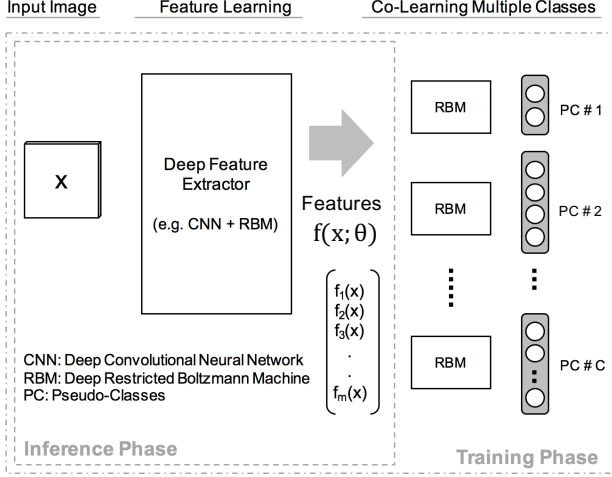 Input Image
Feature Learning
Co-Learning Multiple Classes
X
Deep Feature
Extractor
(e.g. CNN + RBM)
Features
f(x; θ)
f1(x)
f2(x)
f3(x)
.
.
fm(x)
RBM
PC # 1
RBM
PC # 2
RBM
PC # C
CNN: Deep Convolutional Neural Network
RBM: Deep Restricted Boltzmann Machine
PC: Pseudo-Classes
Inference Phase
Training Phase